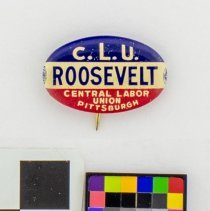 C.L.U.
ROOSEVELT
CENTRAL LABOR
UNION
PITTSBURGH